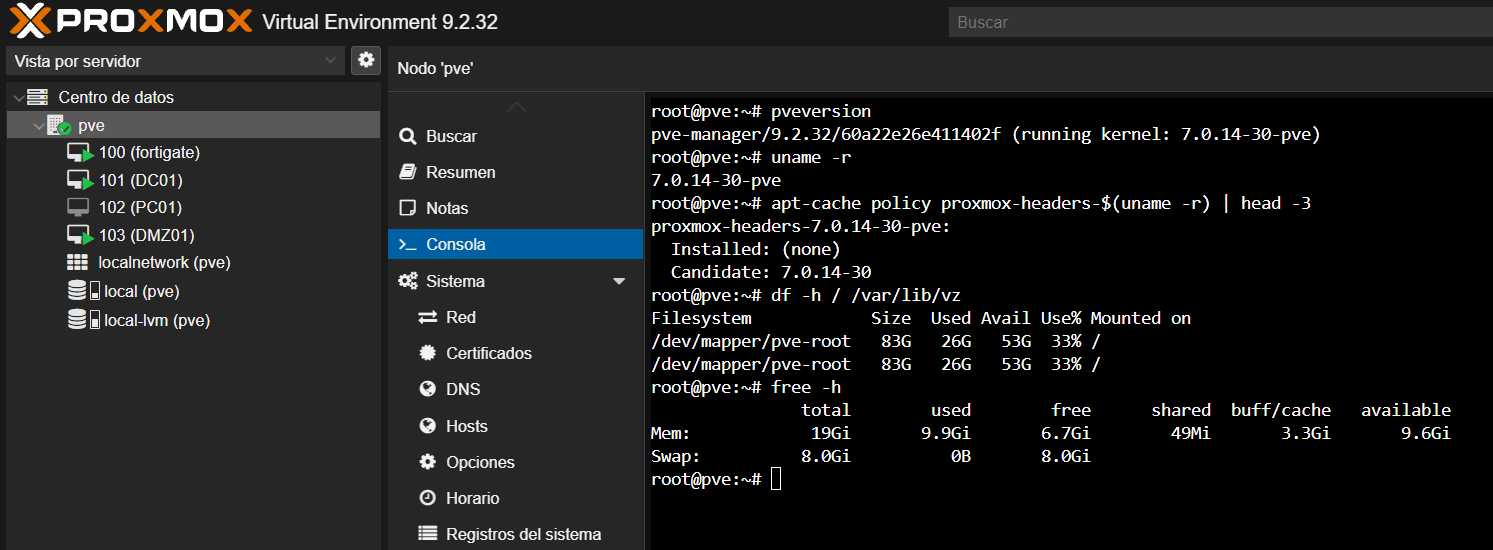 PROXMOX Virtual Environment 9.2.32
Buscar
Vista por servidor
Centro de datos
pve
100 (fortigate)
101 (DC01)
102 (PC01)
103 (DMZ01)
localnetwork (pve)
local (pve)
local-lvm (pve)
Nodo 'pve'
Buscar
Resumen
Notas
Consola
Sistema
Red
Certificados
DNS
Hosts
Opciones
Horario
Registros del sistema
root@pve:~# pveversion
pve-manager/9.2.32/60a22e26e411402f (running kernel: 7.0.14-30-pve)
root@pve:~# uname -r
7.0.14-30-pve
root@pve:~# apt-cache policy proxmox-headers-$(uname -r) | head -3
proxmox-headers-7.0.14-30-pve:
  Installed: (none)
  Candidate: 7.0.14-30
root@pve:~# df -h / /var/lib/vz
Filesystem            Size  Used Avail Use% Mounted on
/dev/mapper/pve-root   83G   26G   53G  33% /
/dev/mapper/pve-root   83G   26G   53G  33% /
root@pve:~# free -h
               total        used        free      shared  buff/cache   available
Mem:            19Gi       9.9Gi       6.7Gi        49Mi       3.3Gi       9.6Gi
Swap:          8.0Gi          0B       8.0Gi
root@pve:~#